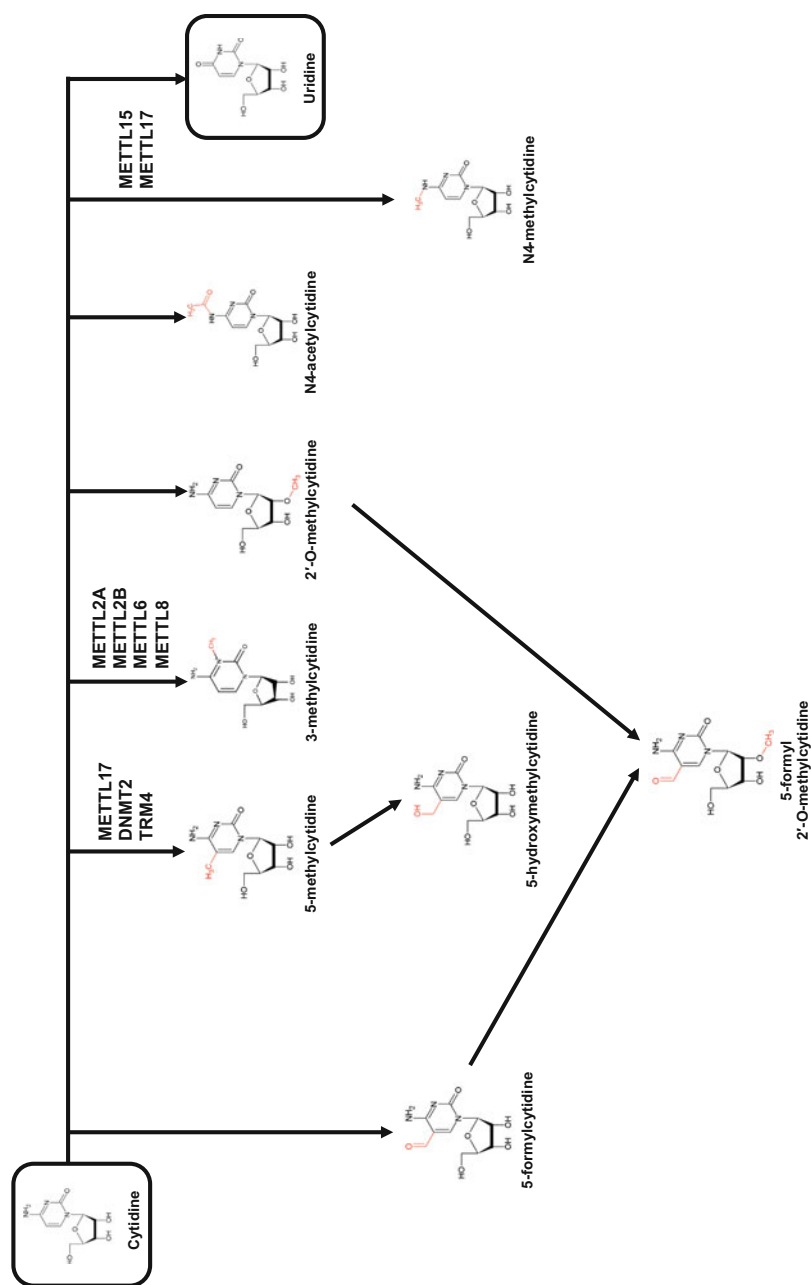 Cytidine
METTL17
DNMT2
TRM4
METTL2A
METTL2B
METTL6
METTL8
METTL15
METTL17
5-methylcytidine
3-methylcytidine
2'-O-methylcytidine
N4-acetylcytidine
Uridine
5-formylcytidine
5-hydroxymethylcytidine
N4-methylcytidine
5-formyl
2'-O-methylcytidine